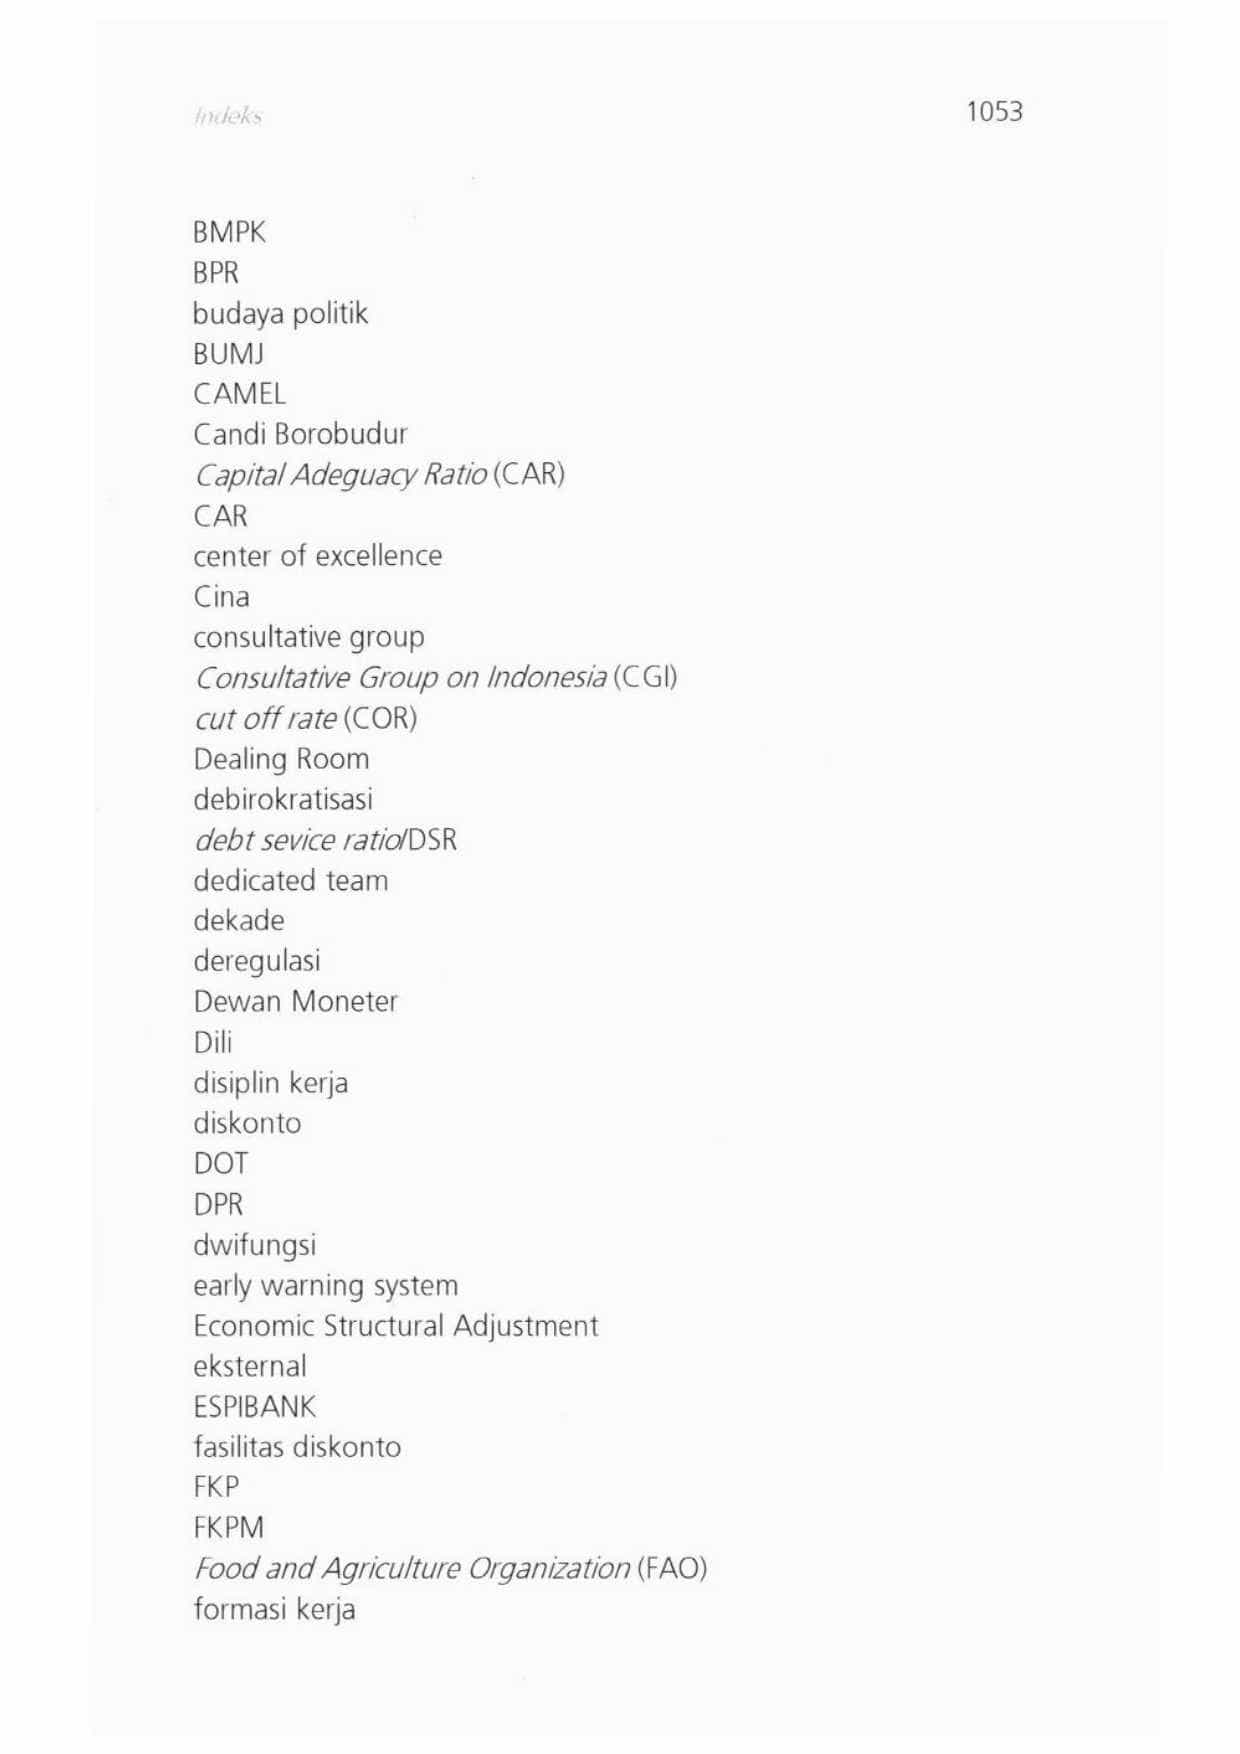 Indeks 1053
BMPK
BPR
budaya politik
BUMJ
CAMEL
Candi Borobudur
Capital Adeguacy Ratio (CAR)
CAR
center of excellence
Cina
consultative group
Consultative Group on Indonesia (CGI)
cut off rate (COR)
Dealing Room
debirokratisasi
debt sevice ratio/DSR
dedicated team
dekade
deregulasi
Dewan Moneter
Dili
disiplin kerja
diskonto
DOT
DPR
dwifungsi
early warning system
Economic Structural Adjustment
eksternal
ESPIBANK
fasilitas diskonto
FKP
FKPM
Food and Agriculture Organization (FAO)
formasi kerja